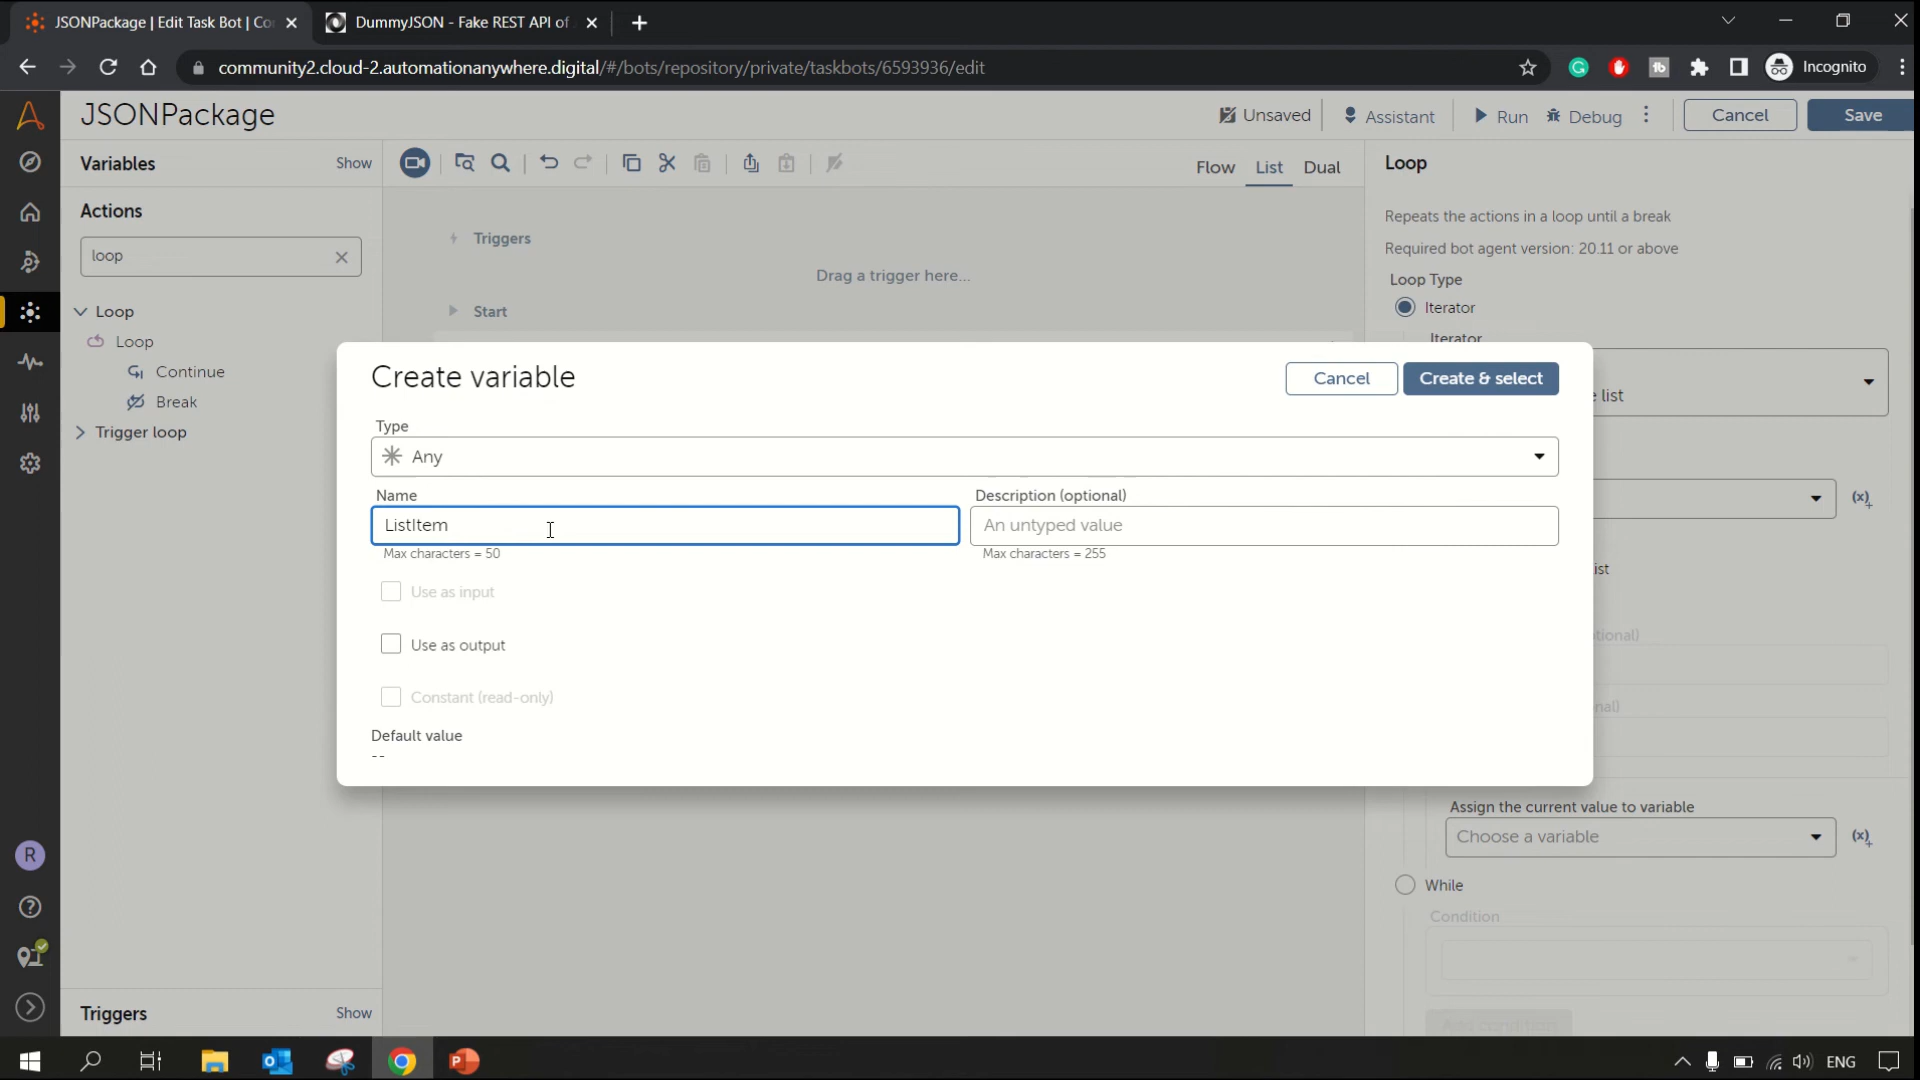 JSONPackage | Edit Task Bot | Co
DummyJSON - Fake REST API of
community2.cloud-2.automationanywhere.digital/#/bots/repository/private/taskbots/6593936/edit
Incognito
JSONPackage
Unsaved
Assistant
Run
Debug
Cancel
Save
Variables
Show
Flow
List
Dual
Loop
Actions
loop
Loop
Loop
Continue
Break
Trigger loop
Triggers
Drag a trigger here...
Start
Repeats the actions in a loop until a break
Required bot agent version: 20.11 or above
Loop Type
Iterator
Iterator
list
Create variable
Cancel
Create & select
Type
Any
Name
ListItem
Max characters = 50
Description (optional)
An untyped value
Max characters = 255
Use as input
Use as output
Constant (read-only)
Default value
--
(x)+
Assign the current value to variable
Choose a variable
(x)+
While
Condition
Triggers
Show
R
ENG